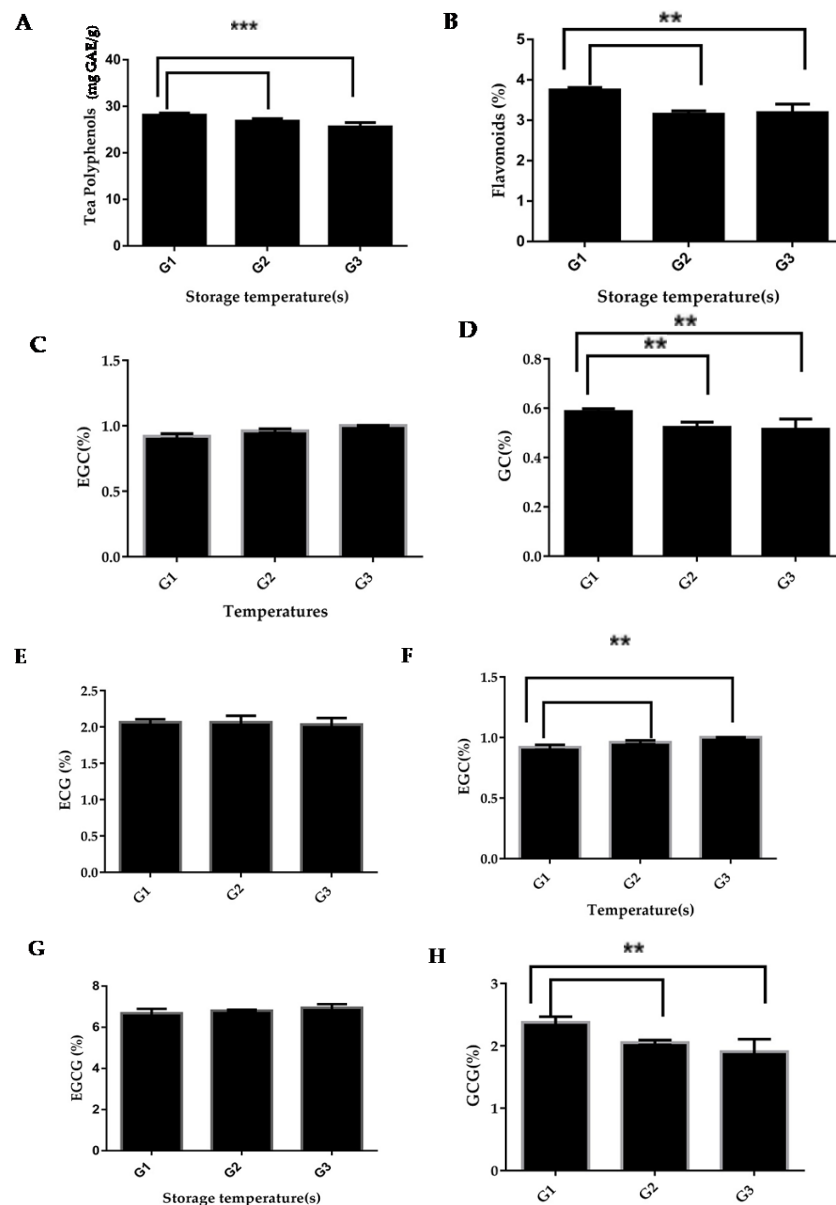 A
***
Tea Polyphenols (mg GAE/g)
40
30
20
10
0
G1
G2
G3
Storage temperature(s)
B
**
Flavonoids (%)
5
4
3
2
1
0
G1
G2
G3
Storage temperature(s)
C
EGC(%)
1.5
1.0
0.5
0.0
G1
G2
G3
Temperatures
D
**
**
GC(%)
0.8
0.6
0.4
0.2
0.0
G1
G2
G3
E
ECG (%)
2.5
2.0
1.5
1.0
0.5
0.0
G1
G2
G3
F
**
EGC(%)
1.5
1.0
0.5
0.0
G1
G2
G3
Temperature(s)
G
EGCG (%)
8
6
4
2
0
G1
G2
G3
Storage temperature(s)
H
**
GCG(%)
3
2
1
0
G1
G2
G3